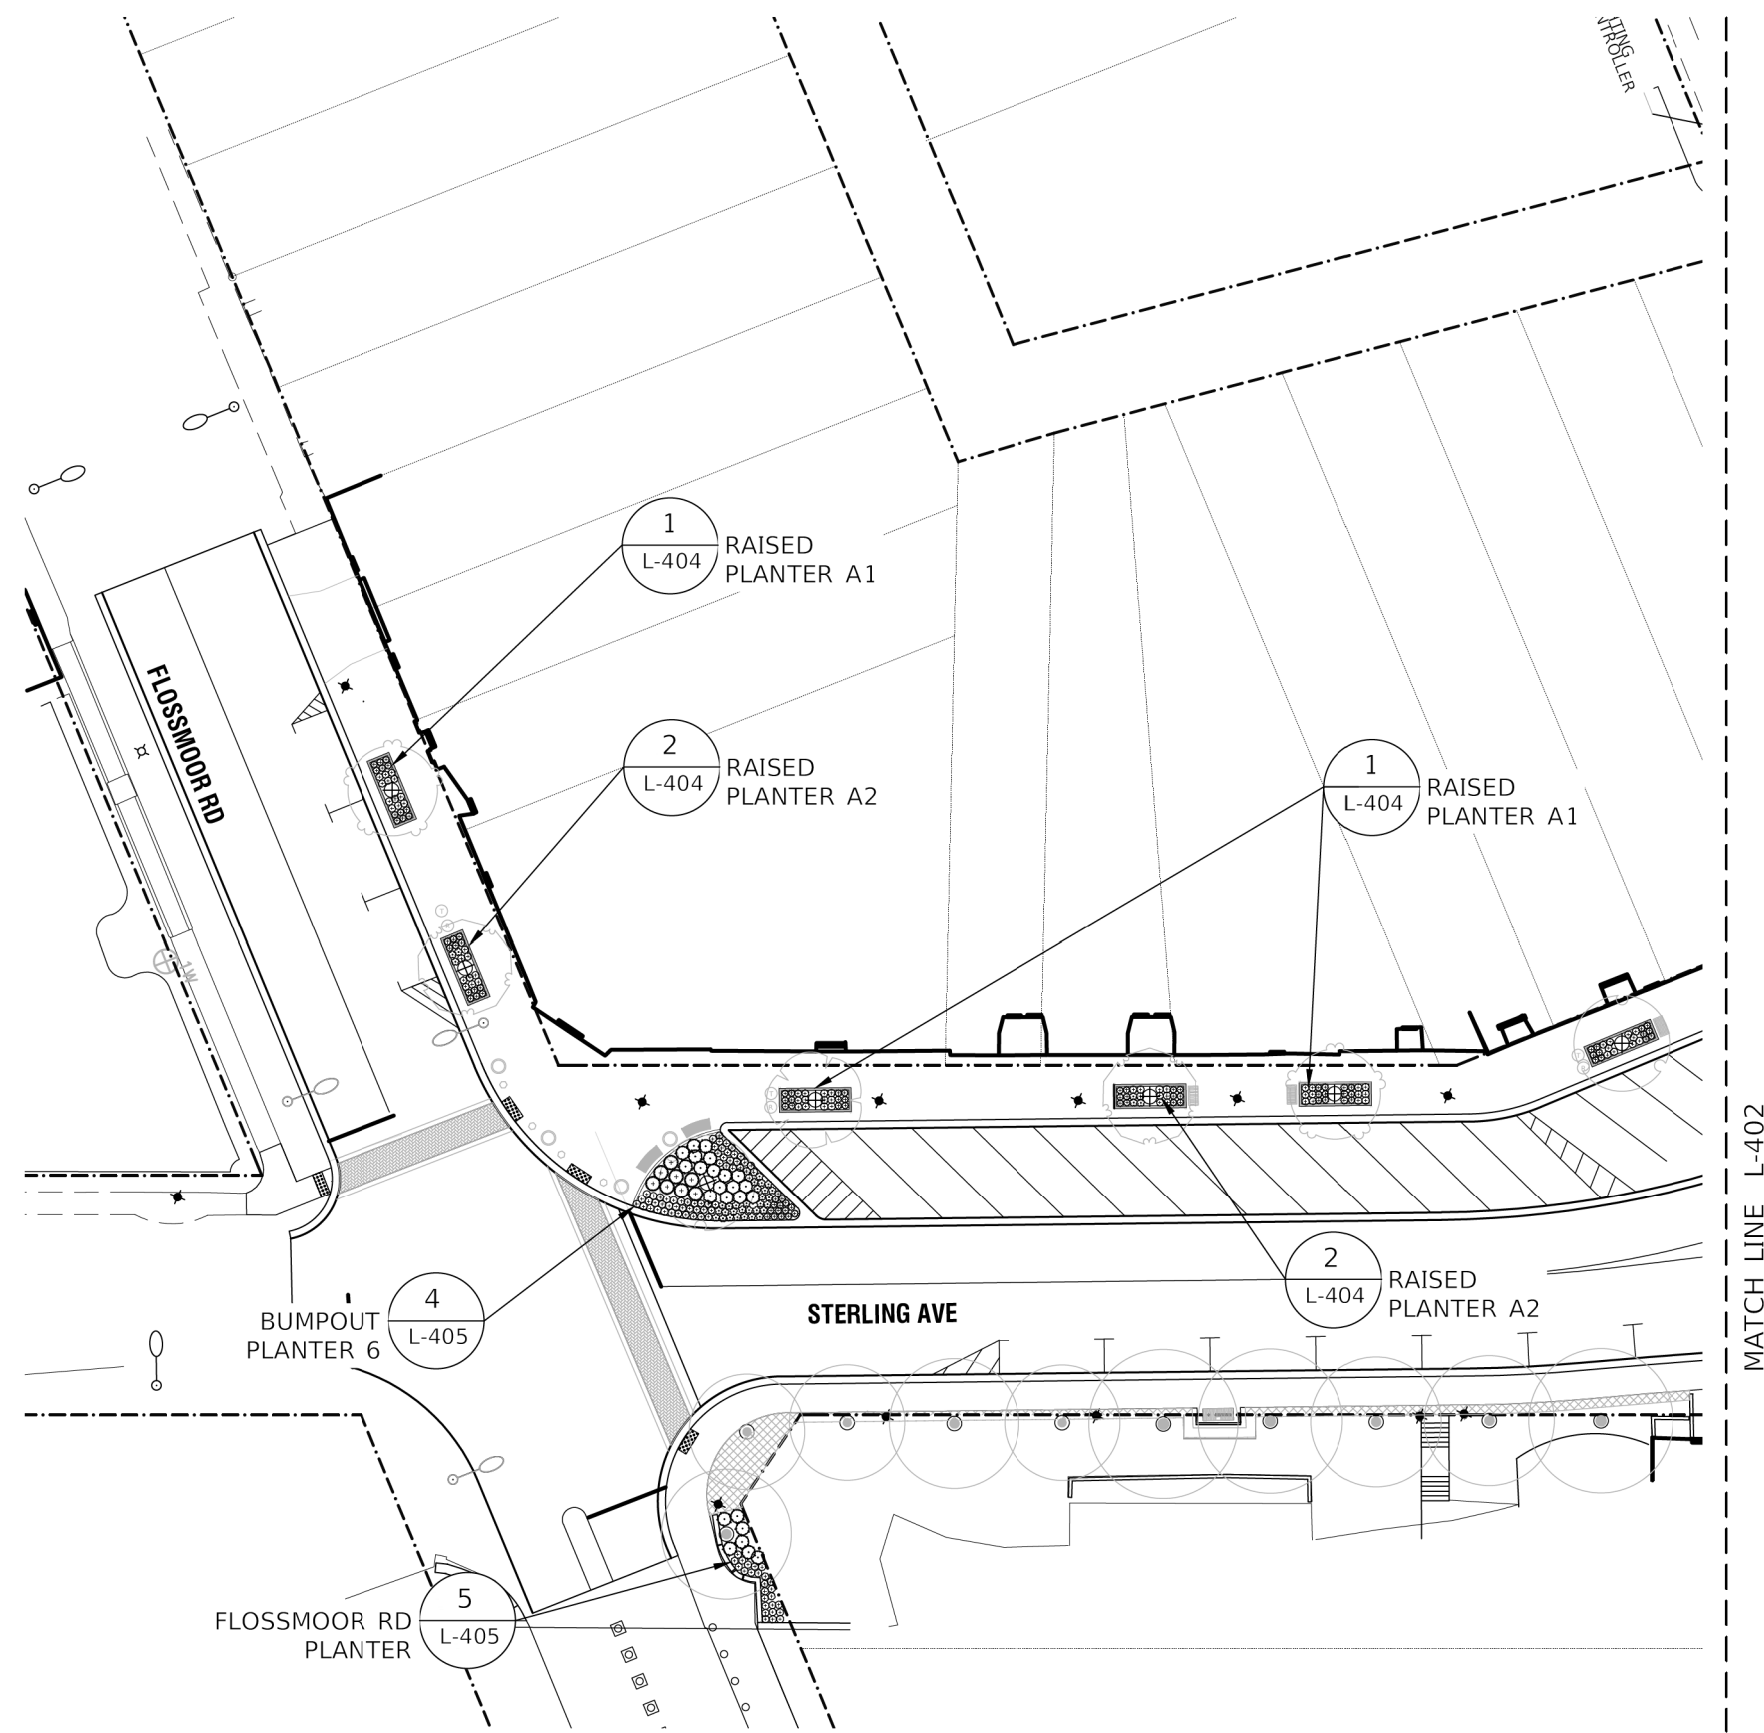 1
L-404
RAISED
PLANTER A1
FLOSSMOOR RD
2
L-404
RAISED
PLANTER A2
1
L-404
RAISED
PLANTER A1
1W
MATCH LINE L-402
2
L-404
RAISED
PLANTER A2
STERLING AVE
BUMPOUT
PLANTER 6
4
L-405
FLOSSMOOR RD
PLANTER
5
L-405